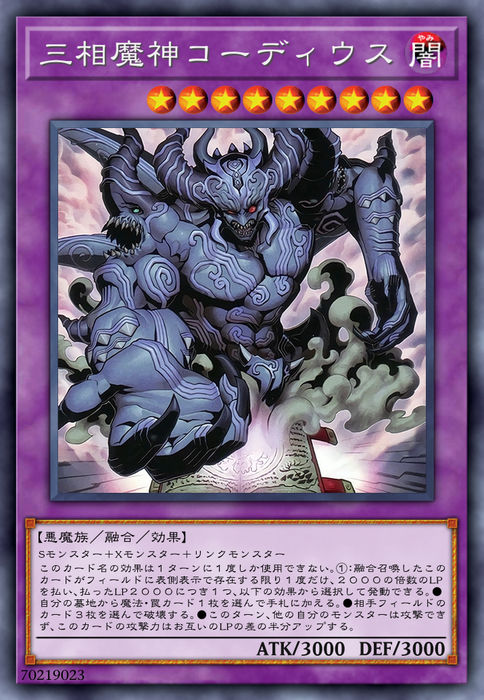 三相魔神コーディウス
やみ
闇
【悪魔族／融合／効果】
Sモンスター＋Xモンスター＋リンクモンスター
このカード名の効果は１ターンに１度しか使用できない。①：融合召喚したこの
カードがフィールドに表側表示で存在する限り１度だけ、２０００の倍数のLP
を払い、払ったLP２０００につき１つ、以下の効果から選択して発動できる。●
自分の墓地から魔法・罠カード１枚を選んで手札に加える。●相手フィールドの
カード３枚を選んで破壊する。●このターン、他の自分のモンスターは攻撃でき
ず、このカードの攻撃力はお互いのLPの差の半分アップする。
ATK/3000 DEF/3000
70219023